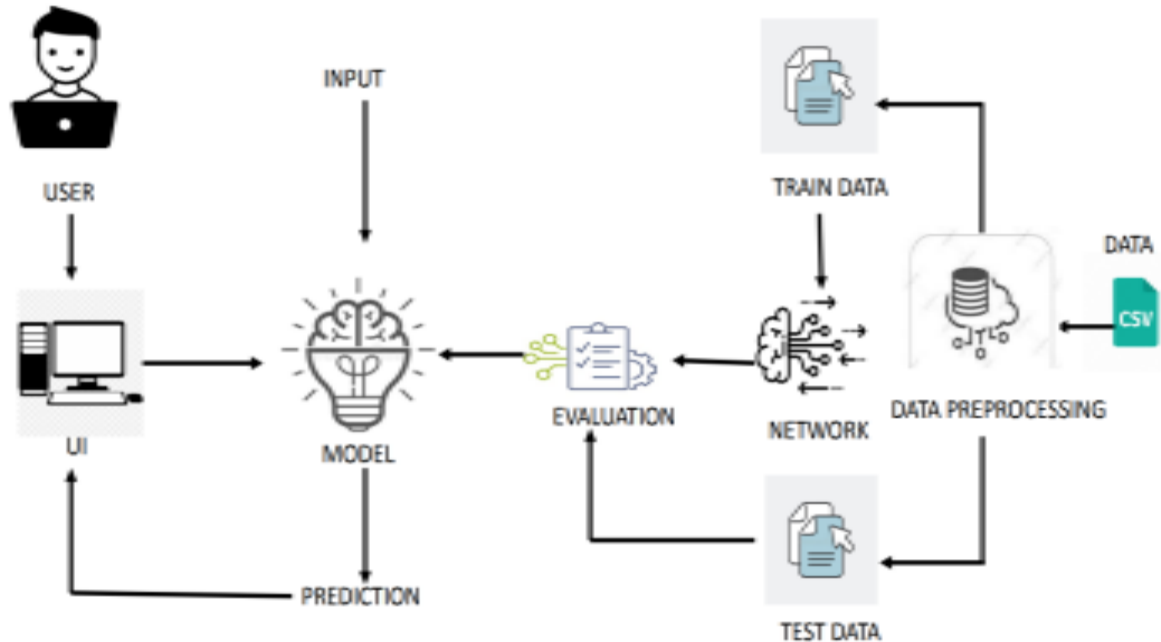 INPUT
USER
TRAIN DATA
DATA
CSV
UI
MODEL
EVALUATION
NETWORK
DATA PREPROCESSING
PREDICTION
TEST DATA